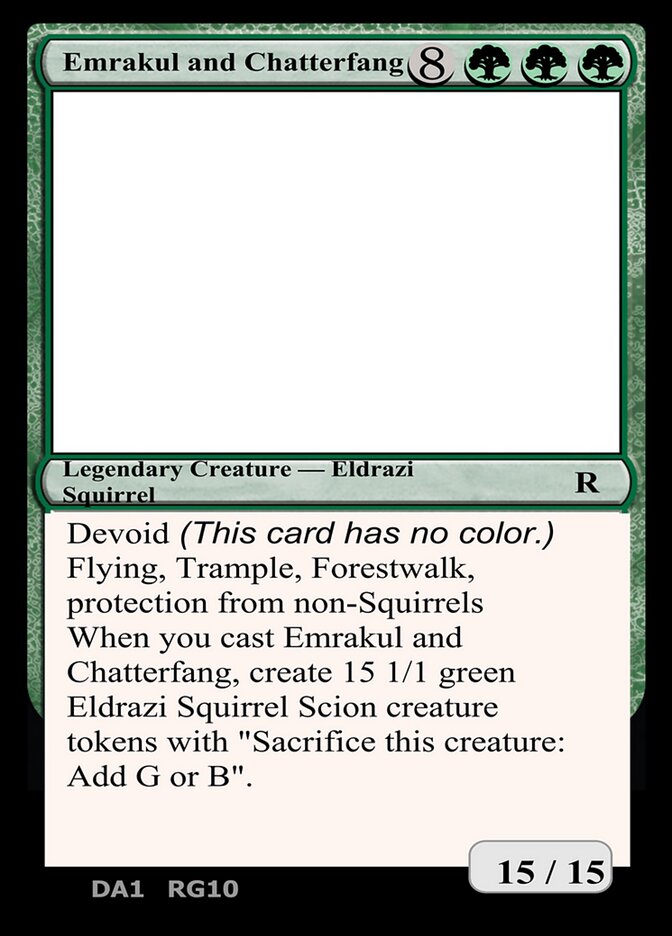 Emrakul and Chatterfang 8
Legendary Creature — Eldrazi
Squirrel
R
Devoid (This card has no color.)
Flying, Trample, Forestwalk,
protection from non-Squirrels
When you cast Emrakul and
Chatterfang, create 15 1/1 green
Eldrazi Squirrel Scion creature
tokens with "Sacrifice this creature:
Add G or B".
15 / 15
DA1 RG10